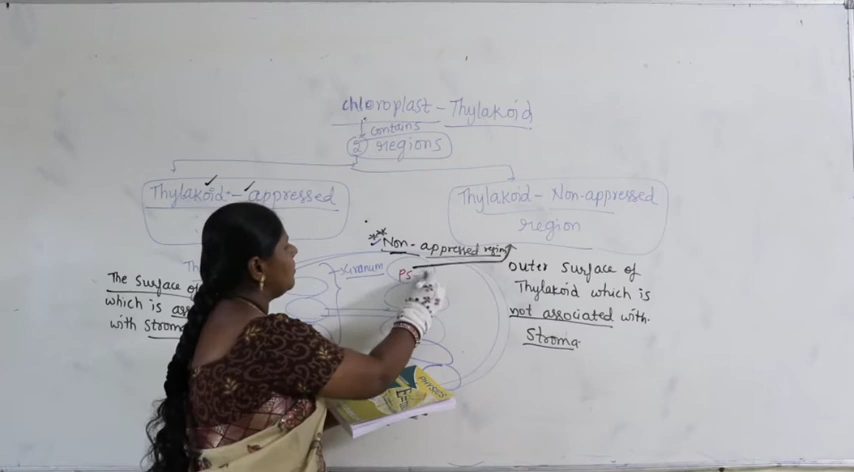 chloroplast - Thylakoid
contains
2 regions
Thylakoid - appressed
Thylakoid - Non-appressed
region
** Non-appressed region
Granum
PS
The Surface of
which is
with Stroma
outer surface of
Thylakoid which is
not associated with
Stroma
PHYSICS